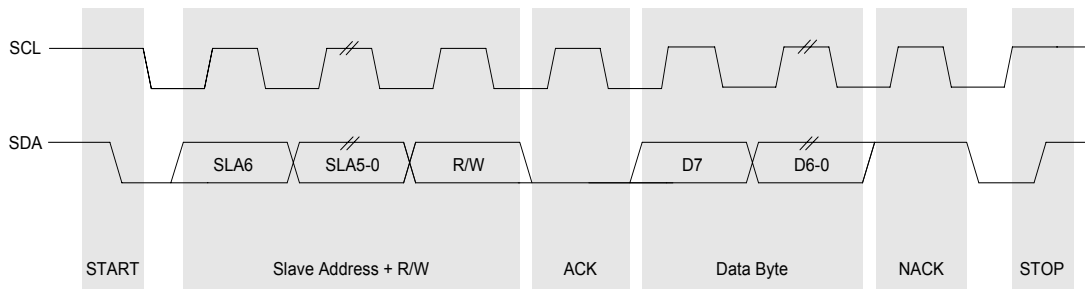 SCL
SDA
SLA6 SLA5-0 R/W D7 D6-0
START Slave Address + R/W ACK Data Byte NACK STOP